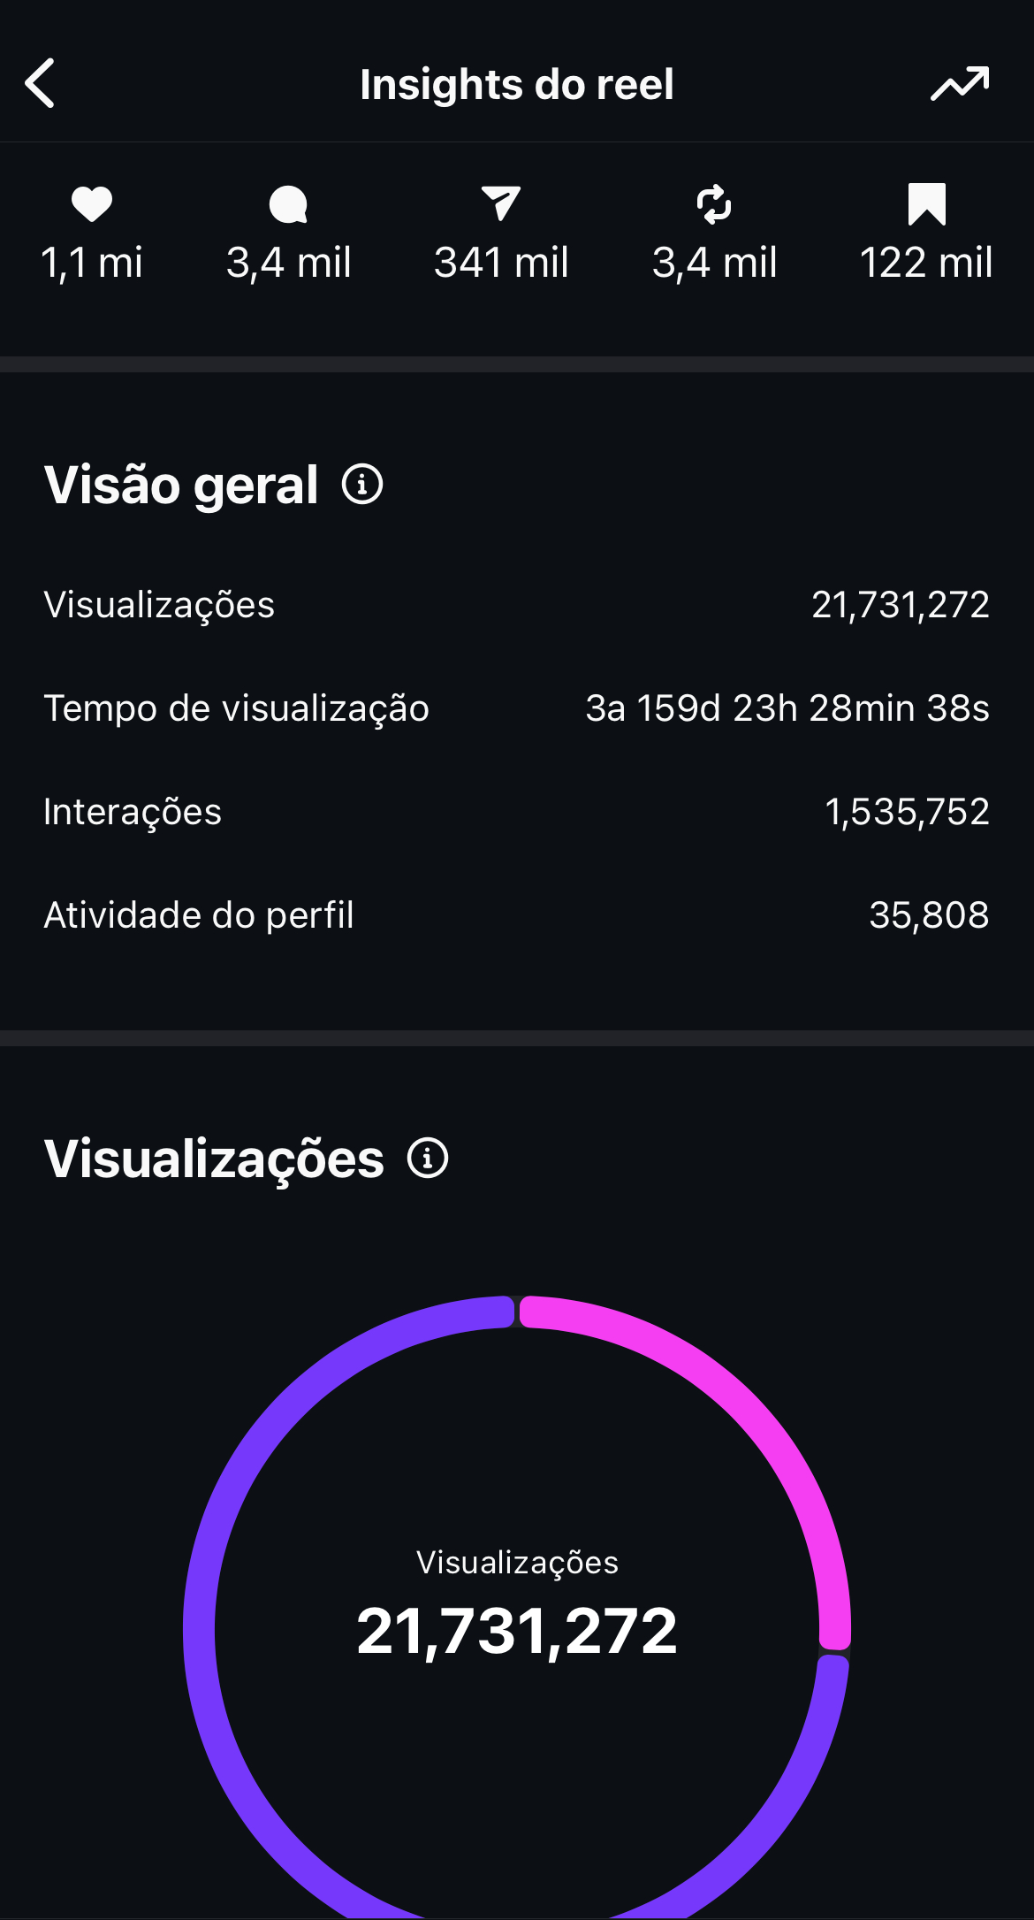 Insights do reel
1,1 mi 3,4 mil 341 mil 3,4 mil 122 mil
Visão geral
Visualizações 21,731,272
Tempo de visualização 3a 159d 23h 28min 38s
Interações 1,535,752
Atividade do perfil 35,808
Visualizações
Visualizações
21,731,272